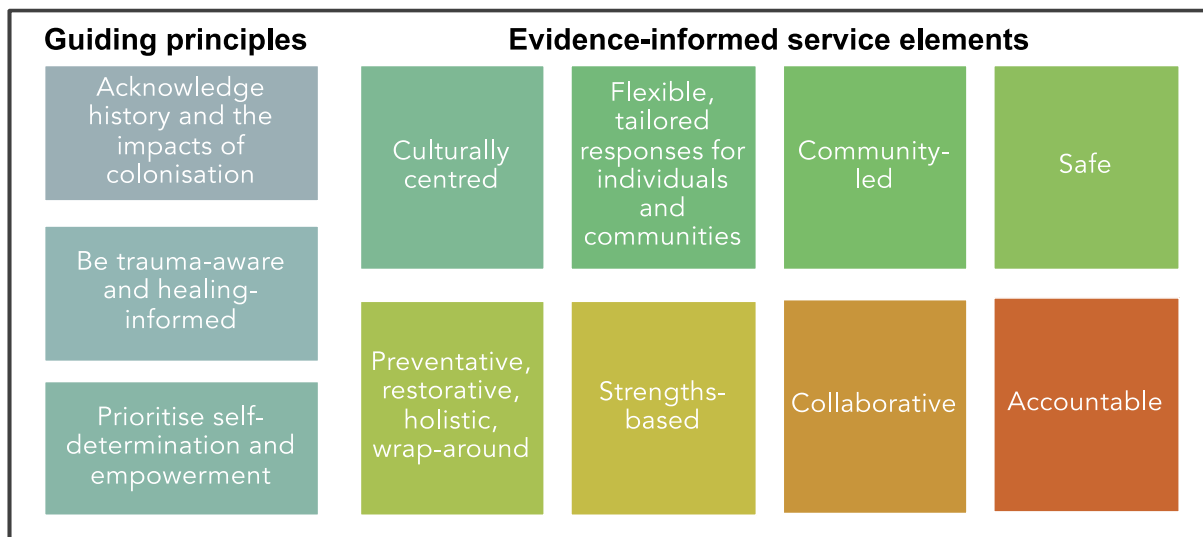 Guiding principles
Acknowledge
history and the
impacts of
colonisation
Be trauma-aware
and healing-
informed
Prioritise self-
determination and
empowerment
Evidence-informed service elements
Culturally
centred
Flexible,
tailored
responses for
individuals
and
communities
Community-
led
Safe
Preventative,
restorative,
holistic,
wrap-around
Strengths-
based
Collaborative
Accountable